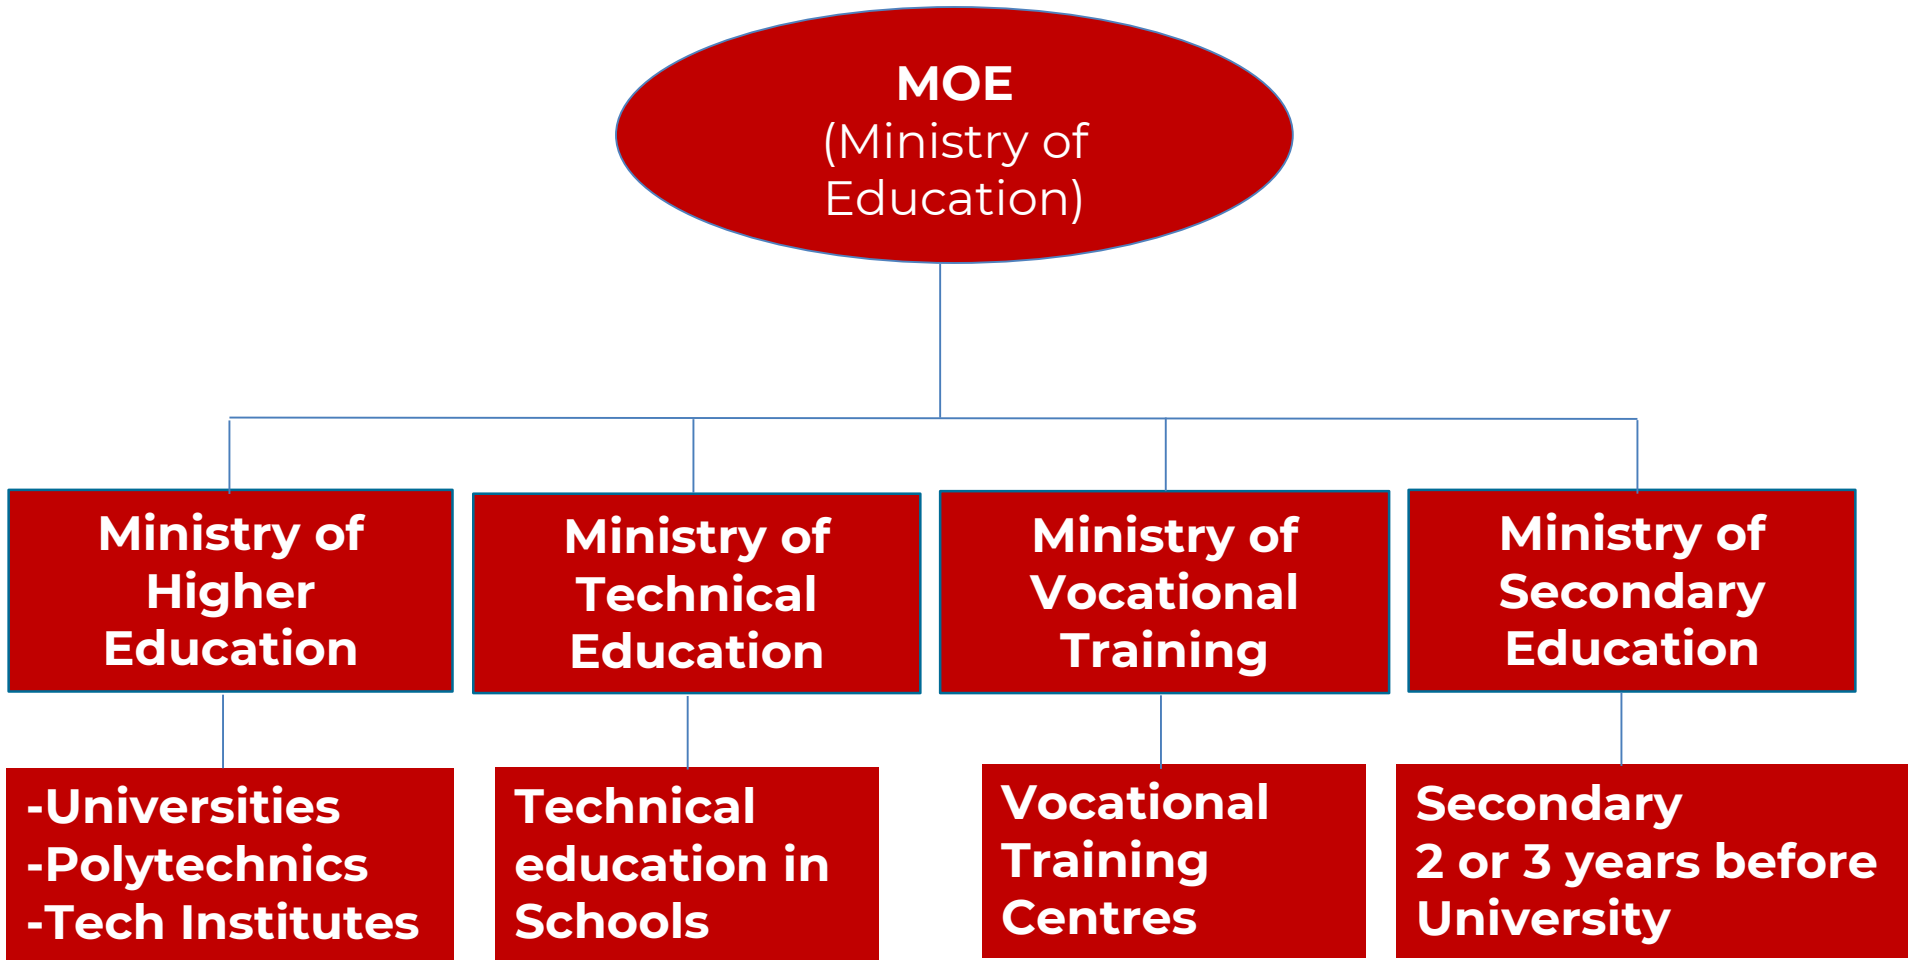 MOE
(Ministry of
Education)
Ministry of
Higher
Education
Ministry of
Technical
Education
Ministry of
Vocational
Training
Ministry of
Secondary
Education
-Universities
-Polytechnics
-Tech Institutes
Technical
education in
Schools
Vocational
Training
Centres
Secondary
2 or 3 years before
University